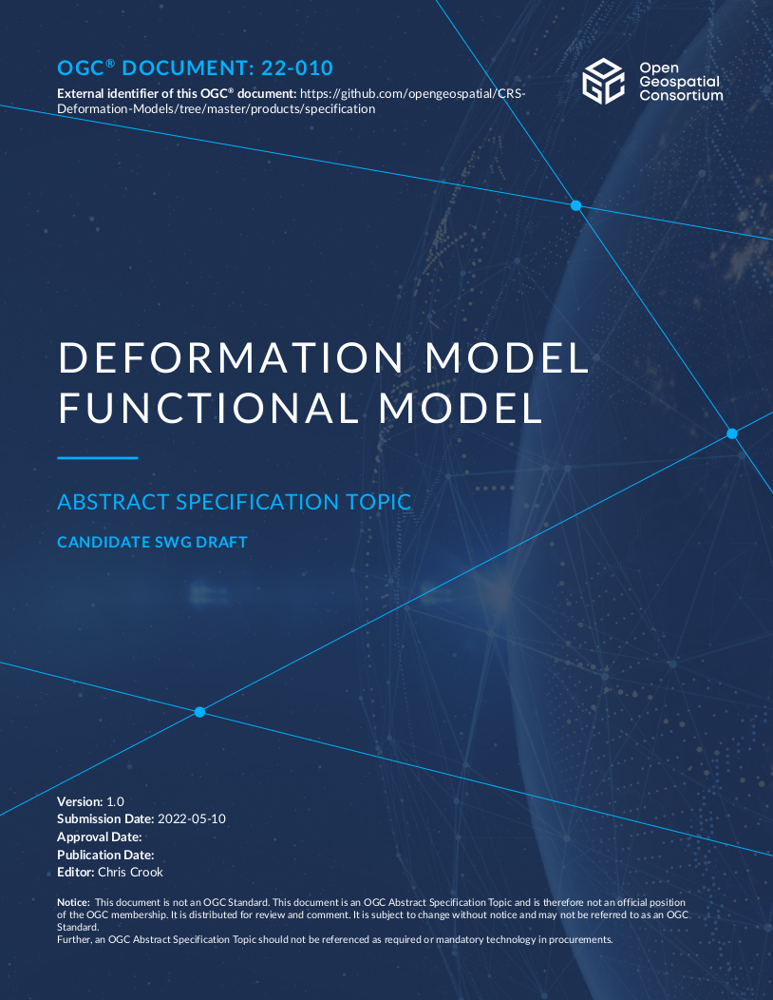 OGC® DOCUMENT: 22-010
External identifier of this OGC® document: https://github.com/opengeospatial/CRS-
Deformation-Models/tree/master/products/specification
Open
Geospatial
Consortium
DEFORMATION MODEL
FUNCTIONAL MODEL
ABSTRACT SPECIFICATION TOPIC
CANDIDATE SWG DRAFT
Version: 1.0
Submission Date: 2022-05-10
Approval Date:
Publication Date:
Editor: Chris Crook
Notice: This document is not an OGC Standard. This document is an OGC Abstract Specification Topic and is therefore not an official position
of the OGC membership. It is distributed for review and comment. It is subject to change without notice and may not be referred to as an OGC
Standard.
Further, an OGC Abstract Specification Topic should not be referenced as required or mandatory technology in procurements.